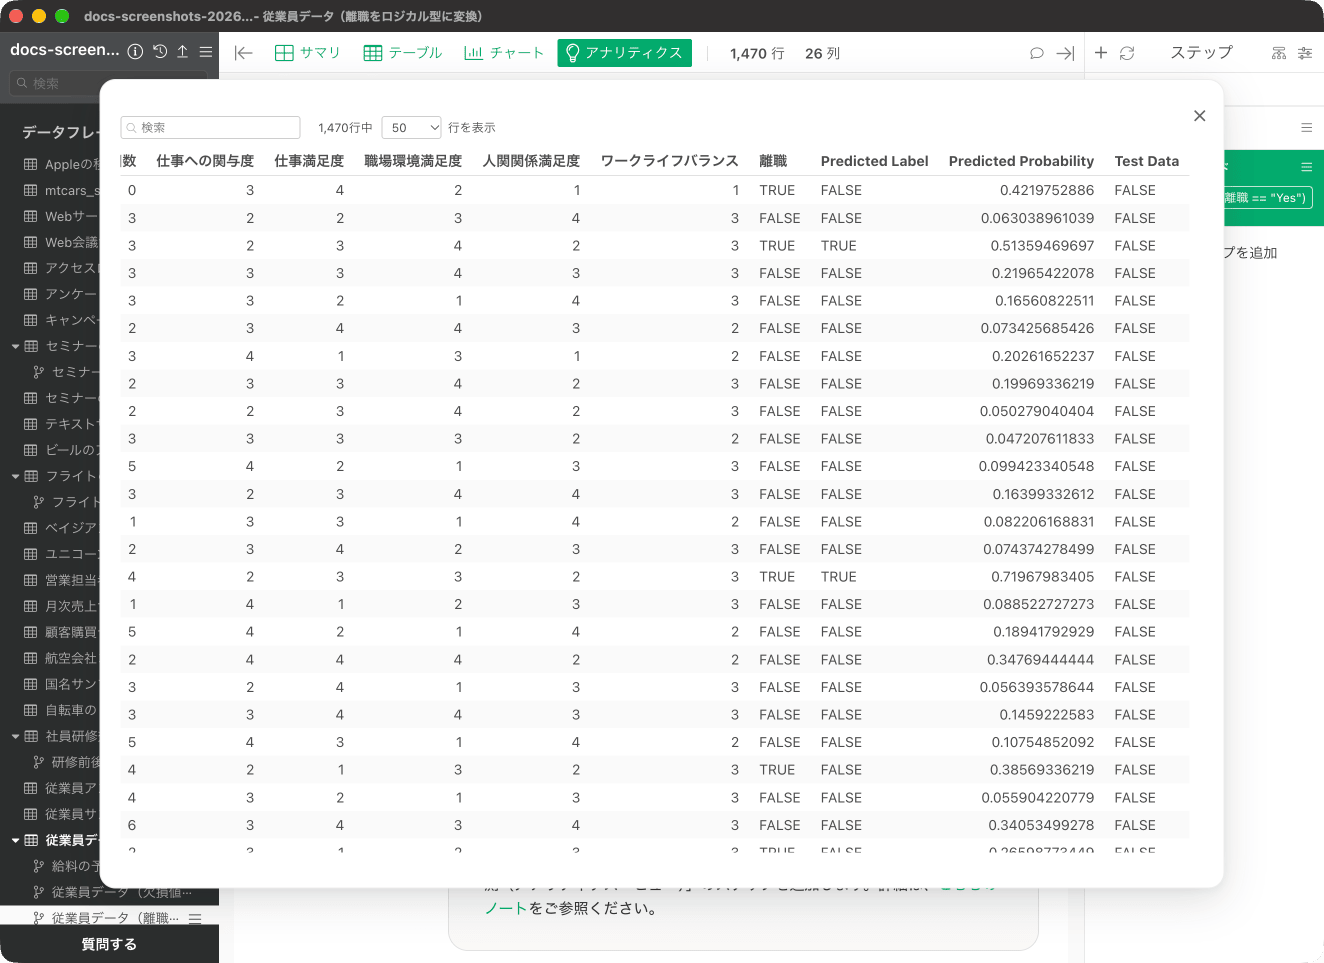 docs-screenshots-2026...- 従業員データ（離職をロジカル型に変換）
docs-screen...
サマリ
テーブル
チャート
アナリティクス
1,470 行
26 列
ステップ
検索
データフレー
Appleの
mtcars_s
Webサー
Web会議
アクセス
アンケー
キャンペ
セミナー
セミナー
セミナー
テキスト
ビールの
フライト
フライト
ベイジア
ユニコー
営業担当
月次売上
顧客購買
航空会社
国名サン
自転車の
社員研修
研修前後
従業員ア
従業員サ
従業員デー
給料の予
従業員データ（欠損値...
従業員データ（離職...
質問する
検索
1,470行中
50
行を表示
数 仕事への関与度 仕事満足度 職場環境満足度 人間関係満足度 ワークライフバランス 離職 Predicted Label Predicted Probability Test Data
0 3 4 2 1 1 TRUE FALSE 0.4219752886 FALSE
3 2 2 3 4 3 FALSE FALSE 0.063038961039 FALSE
3 2 3 4 2 3 TRUE TRUE 0.51359469697 FALSE
3 3 3 4 3 3 FALSE FALSE 0.21965422078 FALSE
3 3 2 1 4 3 FALSE FALSE 0.16560822511 FALSE
2 3 4 4 3 2 FALSE FALSE 0.073425685426 FALSE
3 4 1 3 1 2 FALSE FALSE 0.20261652237 FALSE
2 3 3 4 2 3 FALSE FALSE 0.19969336219 FALSE
2 2 3 4 2 3 FALSE FALSE 0.050279040404 FALSE
3 3 3 3 2 2 FALSE FALSE 0.047207611833 FALSE
5 4 2 1 3 3 FALSE FALSE 0.099423340548 FALSE
3 2 3 4 4 3 FALSE FALSE 0.16399332612 FALSE
1 3 3 1 4 2 FALSE FALSE 0.082206168831 FALSE
2 3 4 2 3 3 FALSE FALSE 0.074374278499 FALSE
4 2 3 3 2 3 TRUE TRUE 0.71967983405 FALSE
1 4 1 2 3 3 FALSE FALSE 0.088522727273 FALSE
5 4 2 1 4 2 FALSE FALSE 0.18941792929 FALSE
2 4 4 4 2 2 FALSE FALSE 0.34769444444 FALSE
3 2 4 1 3 3 FALSE FALSE 0.056393578644 FALSE
3 3 4 4 3 3 FALSE FALSE 0.1459222583 FALSE
5 4 3 1 4 2 FALSE FALSE 0.10754852092 FALSE
4 2 1 3 2 3 TRUE FALSE 0.38569336219 FALSE
4 3 2 1 3 3 FALSE FALSE 0.055904220779 FALSE
6 3 4 3 4 3 FALSE FALSE 0.34053499278 FALSE
2 3 1 2 3 3 TRUE FALSE 0.26598773449 FALSE
離職 == "Yes")
プを追加
ノートをご参照ください。